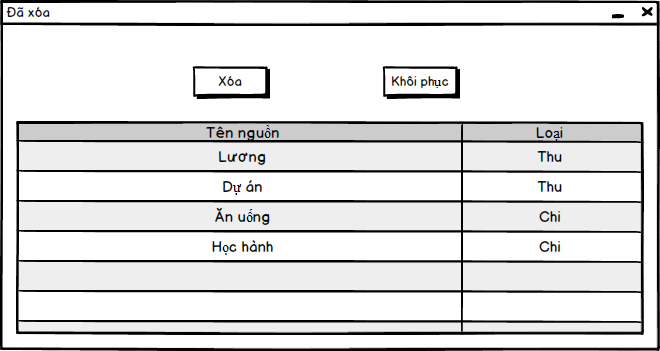 Đã xóa
Xóa Khôi phục
Tên nguồn Loại
Lương Thu
Dự án Thu
Ăn uống Chi
Học hành Chi